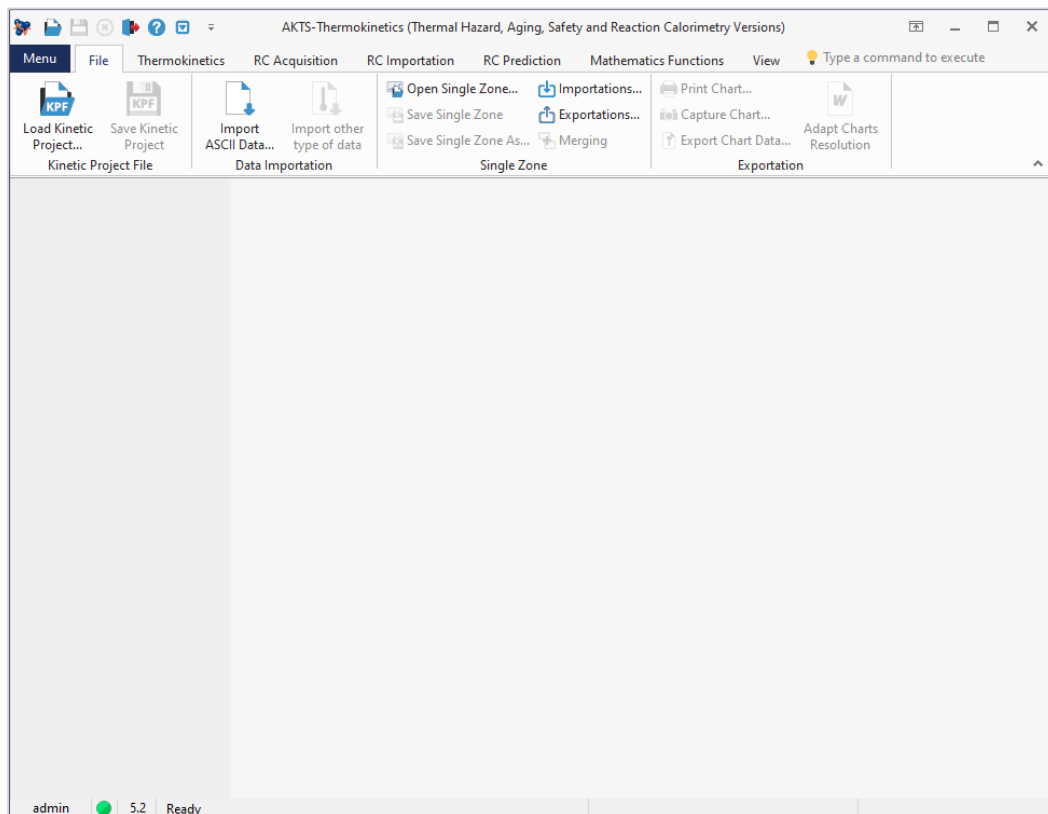 AKTS-Thermokinetics (Thermal Hazard, Aging, Safety and Reaction Calorimetry Versions)
Menu File Thermokinetics RC Acquisition RC Importation RC Prediction Mathematics Functions View Type a command to execute
KPF
Load Kinetic Project...
KPF
Save Kinetic Project
Kinetic Project File
Import ASCII Data...
Import other type of data
Data Importation
Open Single Zone...
Save Single Zone
Save Single Zone As...
Importations...
Exportations...
Merging
Single Zone
Print Chart...
Capture Chart...
Export Chart Data...
W
Adapt Charts Resolution
Exportation
admin 5.2 Ready